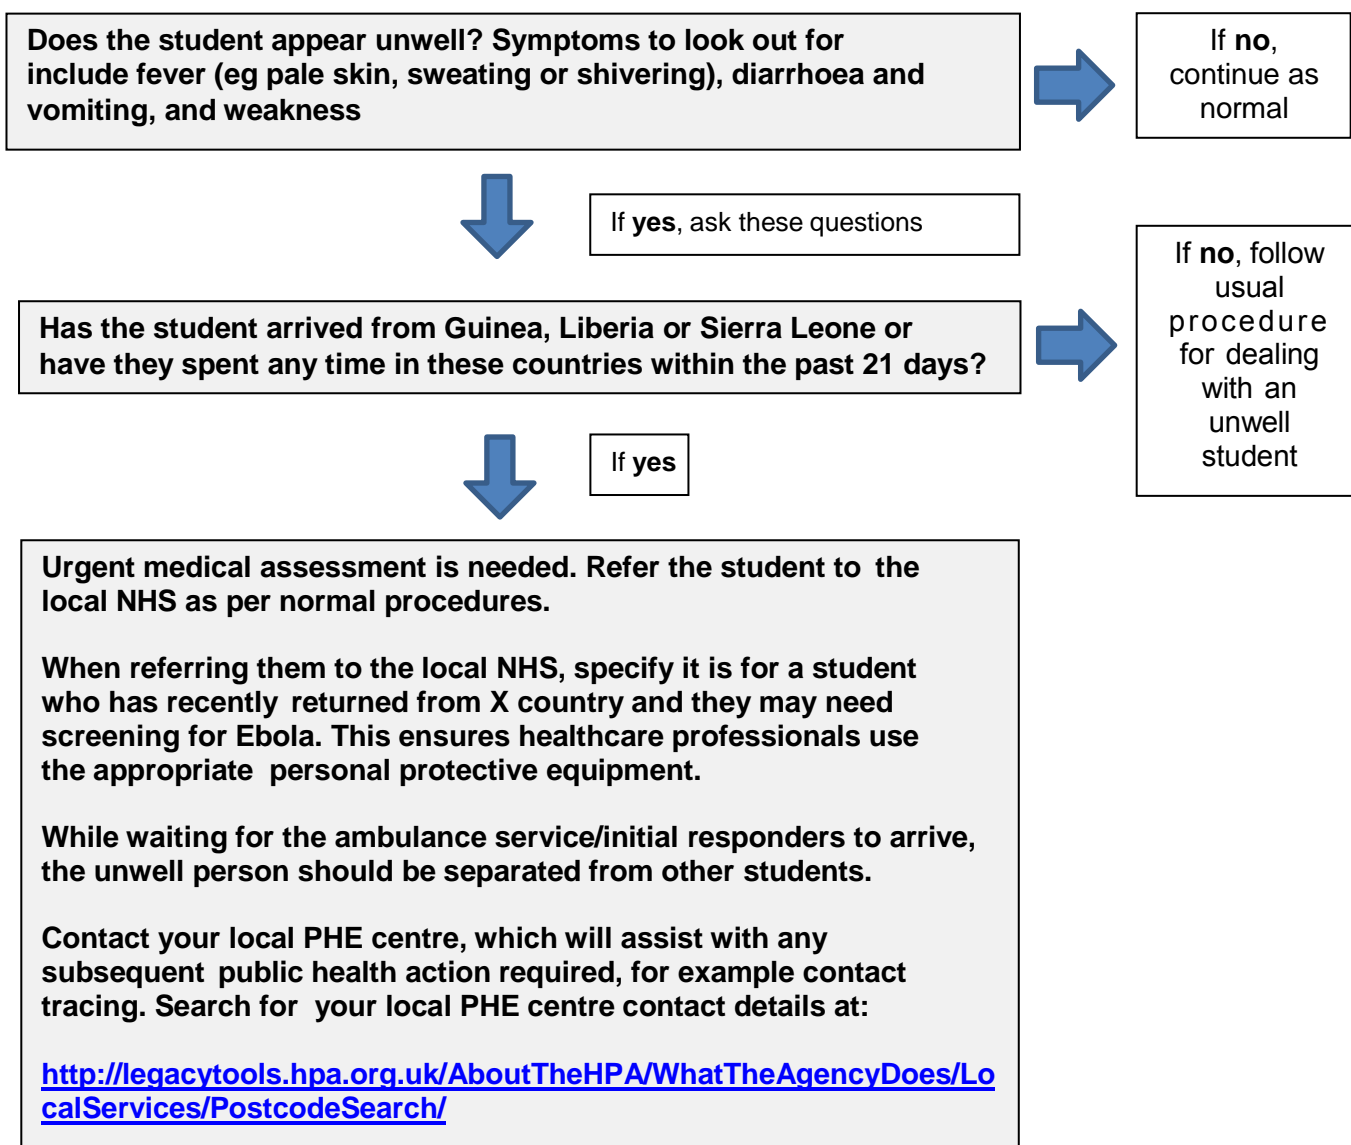 Does the student appear unwell? Symptoms to look out for
include fever (eg pale skin, sweating or shivering), diarrhoea and
vomiting, and weakness
If no,
continue as
normal
If yes, ask these questions
Has the student arrived from Guinea, Liberia or Sierra Leone or
have they spent any time in these countries within the past 21 days?
If no, follow
usual
procedure
for dealing
with an
unwell
student
If yes
Urgent medical assessment is needed. Refer the student to the
local NHS as per normal procedures.
When referring them to the local NHS, specify it is for a student
who has recently returned from X country and they may need
screening for Ebola. This ensures healthcare professionals use
the appropriate personal protective equipment.
While waiting for the ambulance service/initial responders to arrive,
the unwell person should be separated from other students.
Contact your local PHE centre, which will assist with any
subsequent public health action required, for example contact
tracing. Search for your local PHE centre contact details at:
http://legacytools.hpa.org.uk/AboutTheHPA/WhatTheAgencyDoes/Lo
calServices/PostcodeSearch/